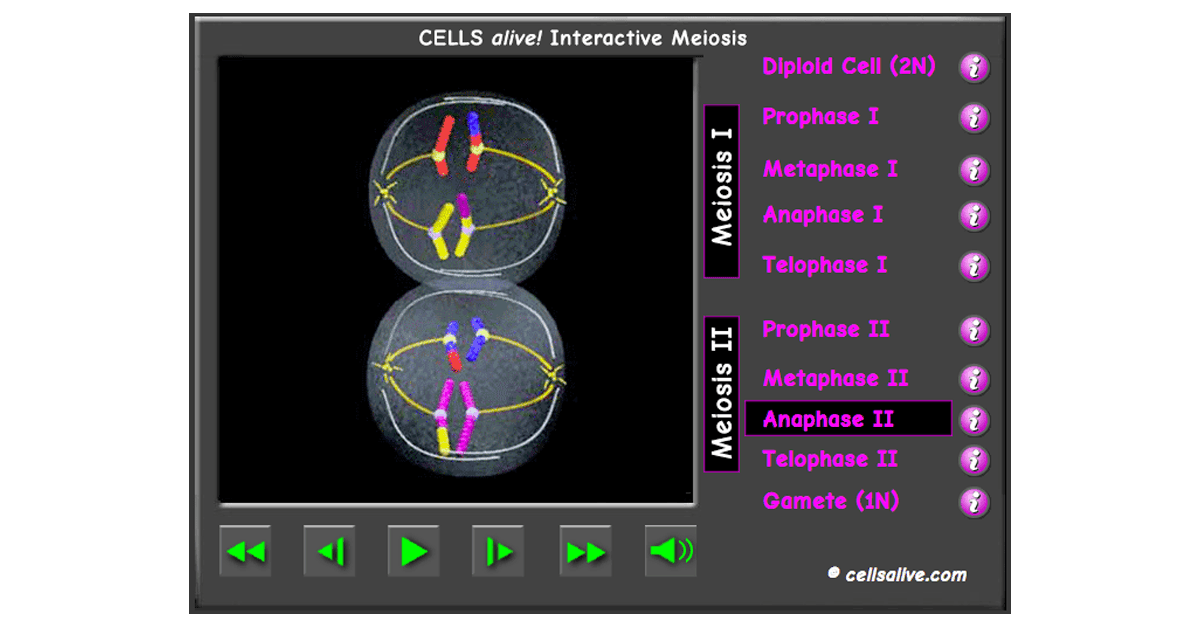 CELLS alive! Interactive Meiosis
Diploid Cell (2N)
Meiosis I
Prophase I
Metaphase I
Anaphase I
Telophase I
Meiosis II
Prophase II
Metaphase II
Anaphase II
Telophase II
Gamete (1N)
© cellsalive.com